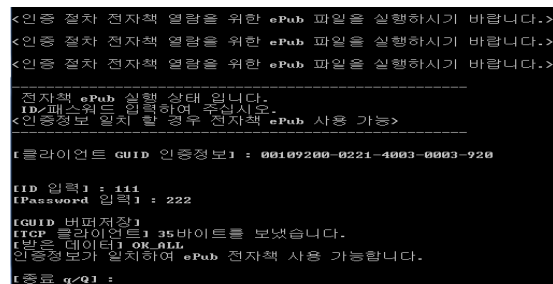 <인증 절차 전자책 열람을 위한 ePub 파일을 실행하시기 바랍니다.>
<인증 절차 전자책 열람을 위한 ePub 파일을 실행하시기 바랍니다.>
<인증 절차 전자책 열람을 위한 ePub 파일을 실행하시기 바랍니다.>
전자책 ePub 실행 상태 입니다.
ID/패스워드 입력하여 주십시오.
<인증정보 일치 할 경우 전자책 ePub 사용 가능>
[클라이언트 GUID 인증정보] : 00109200-0221-4003-0003-920
[ID 입력] : 111
[Password 입력] : 222
[GUID 버퍼저장]
[TCP 클라이언트] 35바이트를 보냈습니다.
[받은 데이터] OK_ALL
인증정보가 일치하여 ePub 전자책 사용 가능합니다.
[종료 q/Q] :